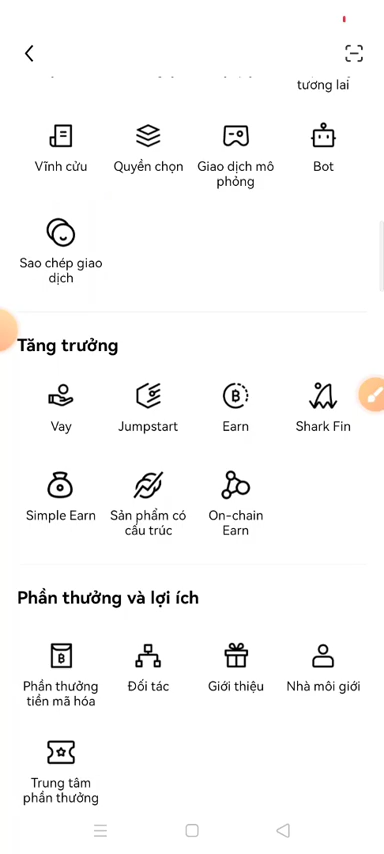 tương lai
Vĩnh cửu
Quyền chọn
Giao dịch mô
phỏng
Bot
Sao chép giao
dịch
Tăng trưởng
Vay
Jumpstart
Earn
Shark Fin
Simple Earn
Sản phẩm có
cấu trúc
On-chain
Earn
Phần thưởng và lợi ích
Phần thưởng
tiền mã hóa
Đối tác
Giới thiệu
Nhà môi giới
Trung tâm
phần thưởng